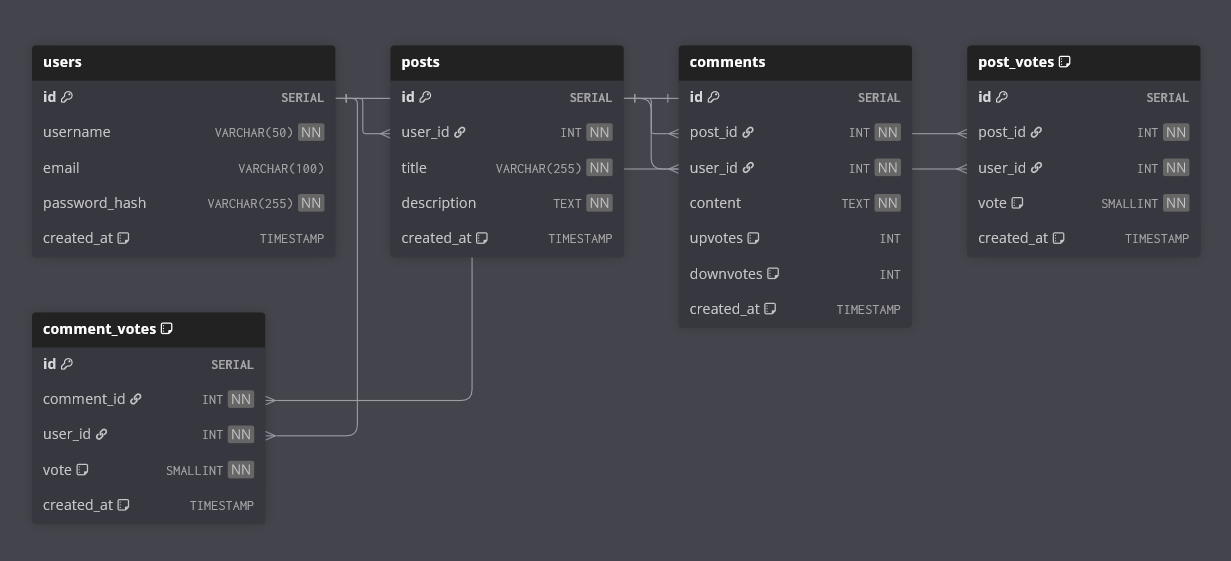 users
id SERIAL
username VARCHAR(50) NN
email VARCHAR(100)
password_hash VARCHAR(255) NN
created_at TIMESTAMP
posts
id SERIAL
user_id INT NN
title VARCHAR(255) NN
description TEXT NN
created_at TIMESTAMP
comments
id SERIAL
post_id INT NN
user_id INT NN
content TEXT NN
upvotes INT
downvotes INT
created_at TIMESTAMP
post_votes
id SERIAL
post_id INT NN
user_id INT NN
vote SMALLINT NN
created_at TIMESTAMP
comment_votes
id SERIAL
comment_id INT NN
user_id INT NN
vote SMALLINT NN
created_at TIMESTAMP